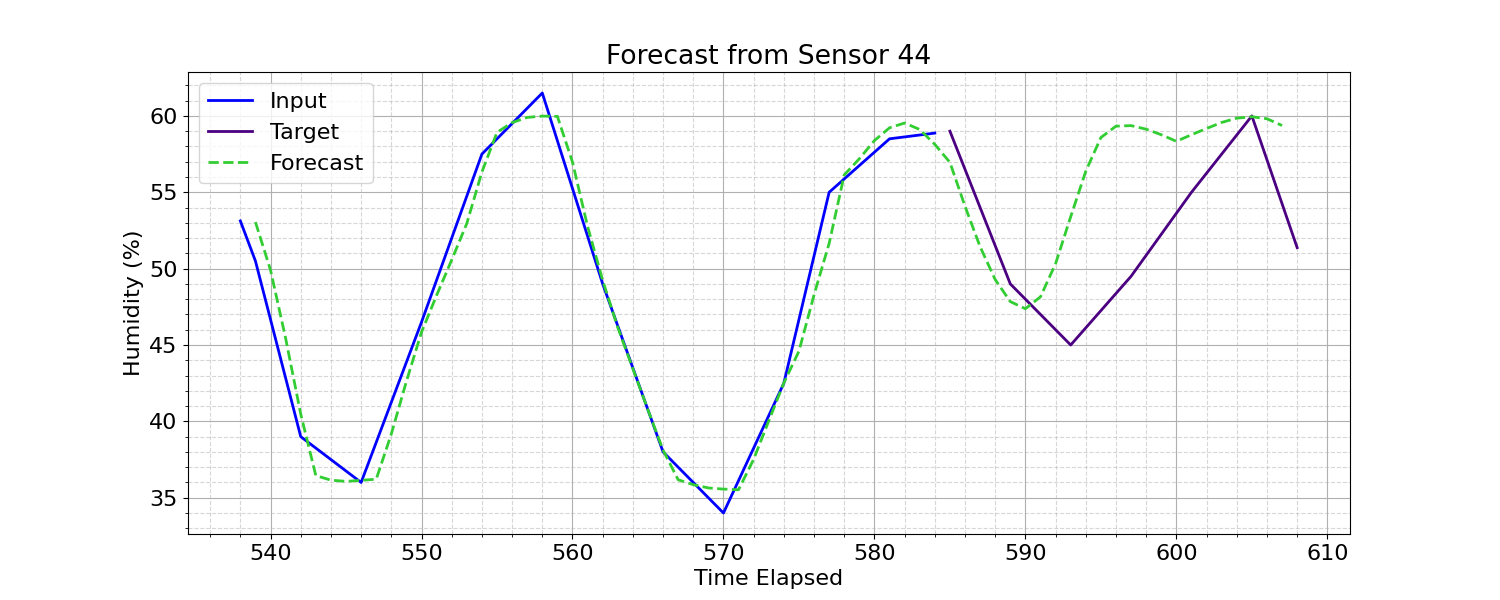 Forecast from Sensor 44
Input
Target
Forecast
Humidity (%)
60
55
50
45
40
35
540 550 560 570 580 590 600 610
Time Elapsed